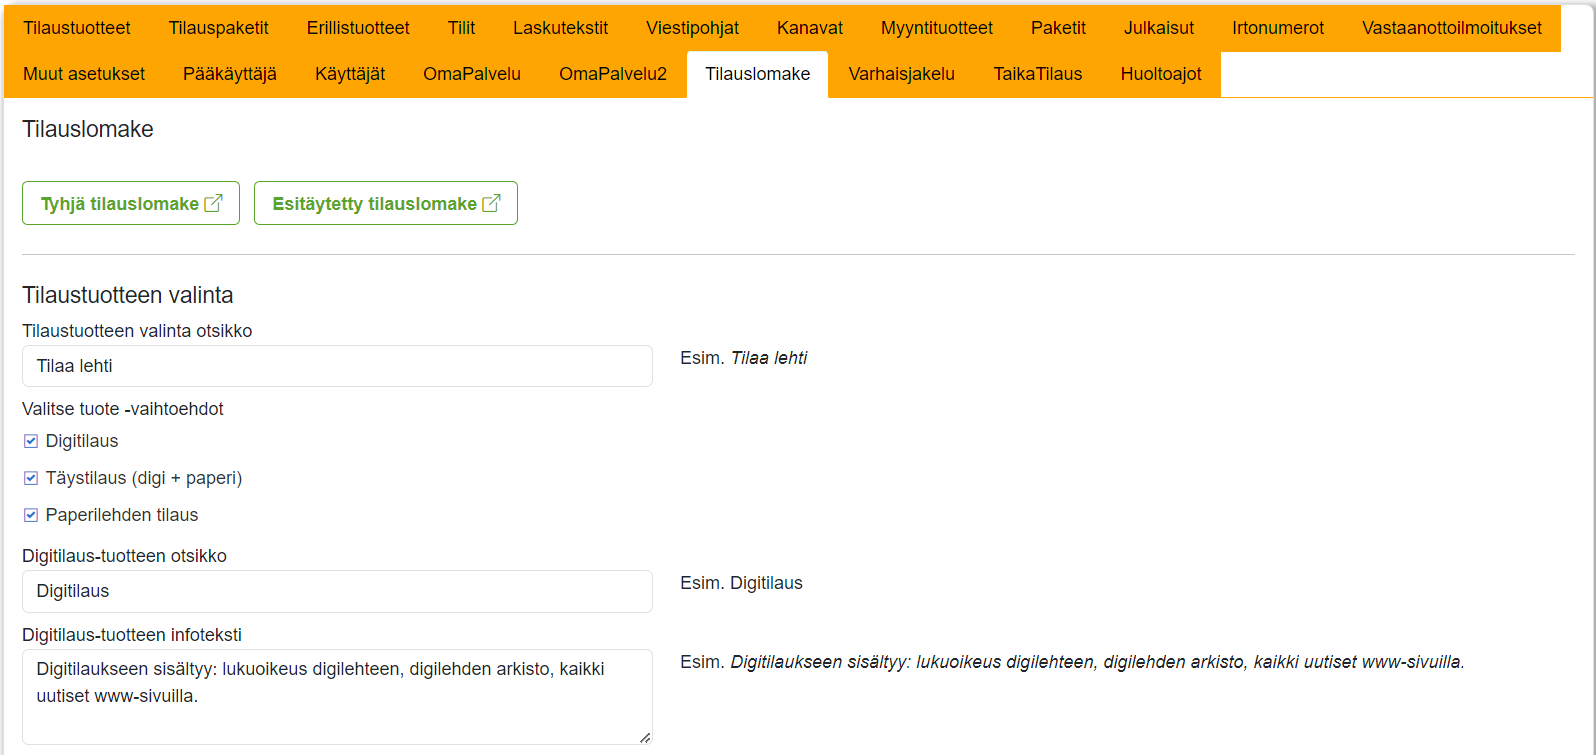 Tilaustuotteet Tilauspaketit Erillistuotteet Tilit Laskutekstit Viestipohjat Kanavat Myyntituotteet Paketit Julkaisut Irtonumerot Vastaanottoilmoitukset
Muut asetukset Pääkäyttäjä Käyttäjät OmaPalvelu OmaPalvelu2 Tilauslomake Varhaisjakelu TaikaTilaus Huoltoajot
Tilauslomake
Tyhjä tilauslomake Esitäytetty tilauslomake
Tilaustuotteen valinta
Tilaustuotteen valinta otsikko
Tilaa lehti Esim. Tilaa lehti
Valitse tuote -vaihtoehdot
Digitilaus
Täystilaus (digi + paperi)
Paperilehden tilaus
Digitilaus-tuotteen otsikko
Digitilaus Esim. Digitilaus
Digitilaus-tuotteen infoteksti
Digitilaukseen sisältyy: lukuoikeus digilehteen, digilehden arkisto, kaikki
uutiset www-sivuilla.
Esim. Digitilaukseen sisältyy: lukuoikeus digilehteen, digilehden arkisto, kaikki uutiset www-sivuilla.